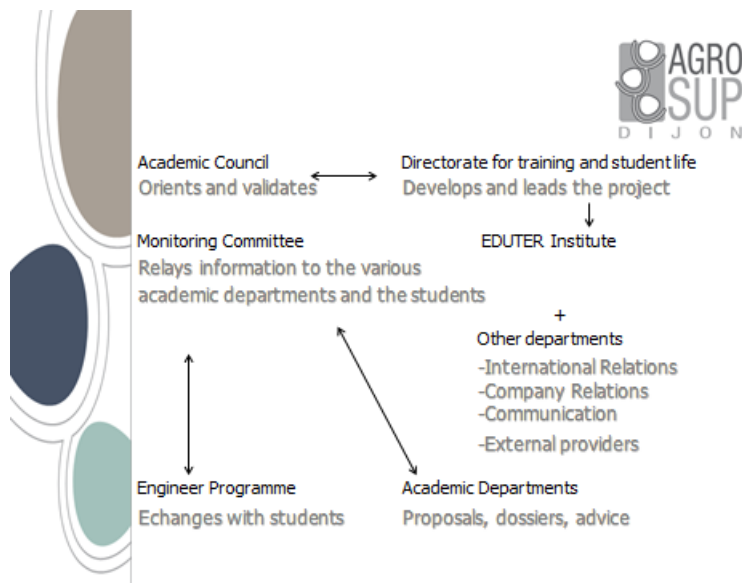 AGRO
SUP
DIJON
Academic Council
Orients and validates
Directorate for training and student life
Develops and leads the project
Monitoring Committee
Relays information to the various
academic departments and the students
EDUTER Institute
+
Other departments
-International Relations
-Company Relations
-Communication
-External providers
Engineer Programme
Echanges with students
Academic Departments
Proposals, dossiers, advice